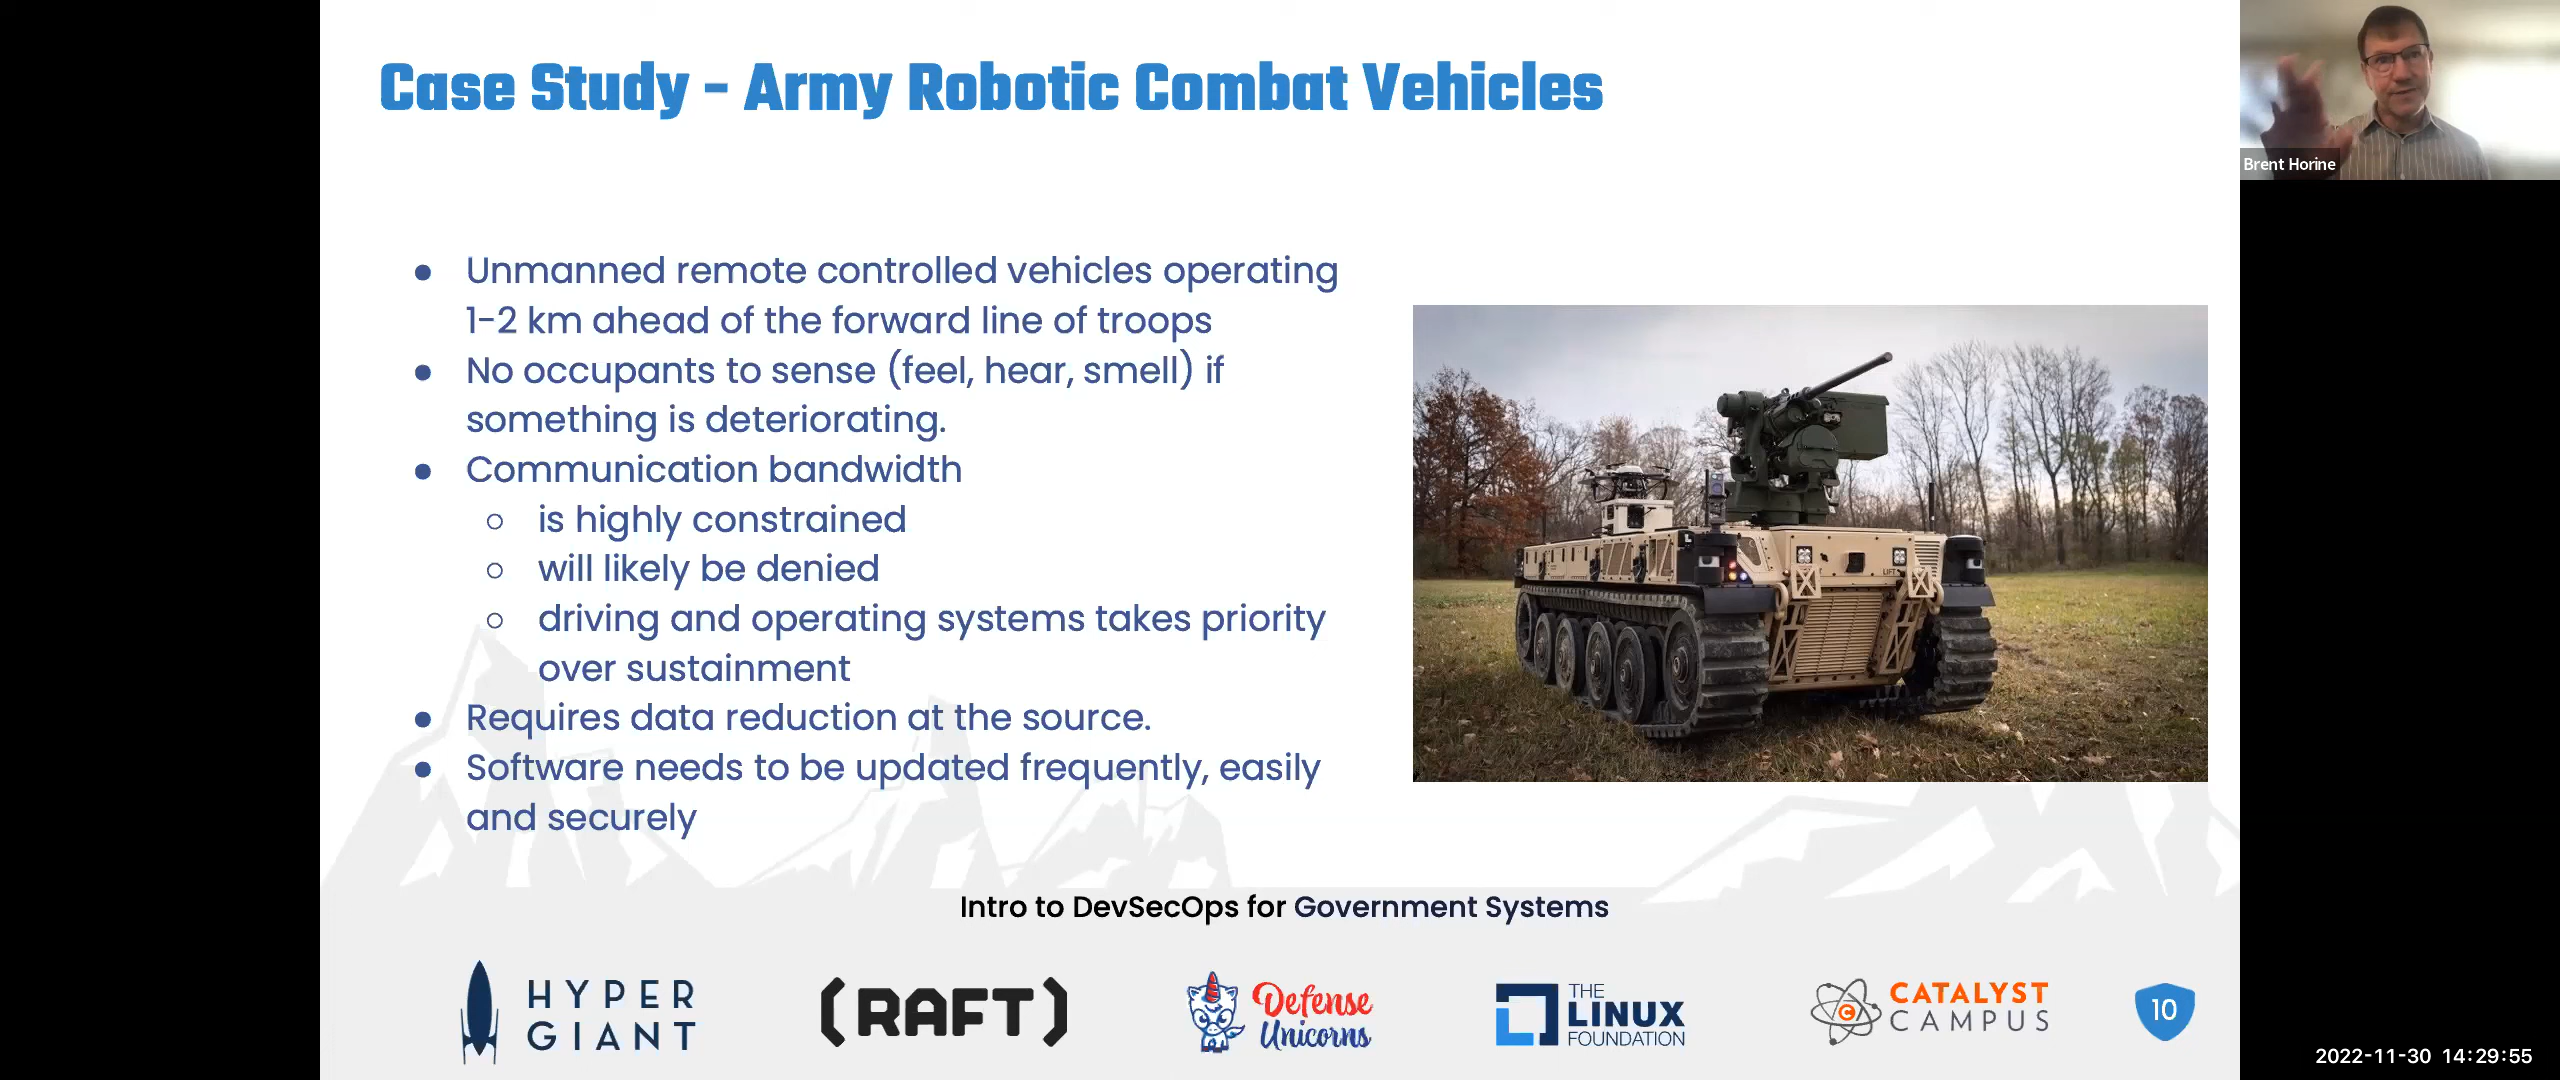 Case Study - Army Robotic Combat Vehicles
Brent Horine
● Unmanned remote controlled vehicles operating
1-2 km ahead of the forward line of troops
● No occupants to sense (feel, hear, smell) if
something is deteriorating.
● Communication bandwidth
○ is highly constrained
○ will likely be denied
○ driving and operating systems takes priority
over sustainment
● Requires data reduction at the source.
● Software needs to be updated frequently, easily
and securely
LIFT
Intro to DevSecOps for Government Systems
HYPER
GIANT
(RAFT)
Defense
Unicorns
THE
LINUX
FOUNDATION
C
CATALYST
CAMPUS
10
2022-11-30 14:29:55